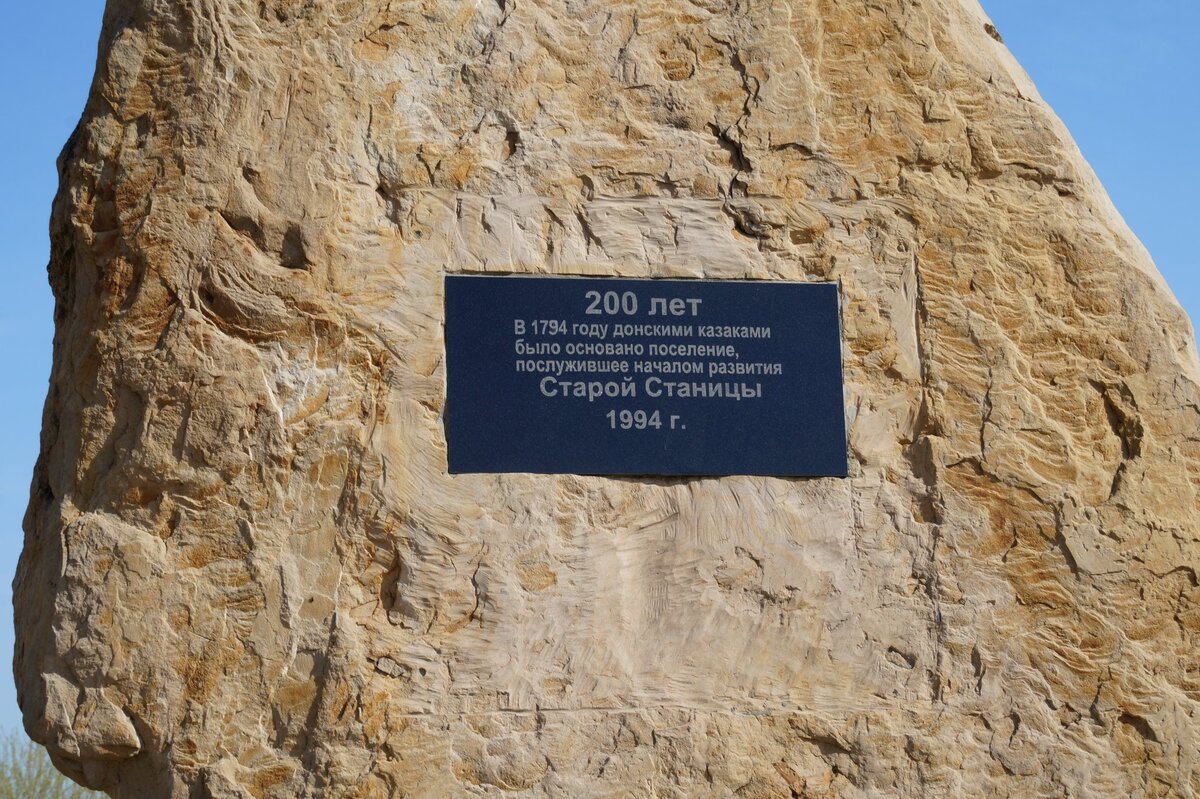 200 лет
В 1794 году донскими казаками
было основано поселение,
послужившее началом развития
Старой Станицы
1994 г.